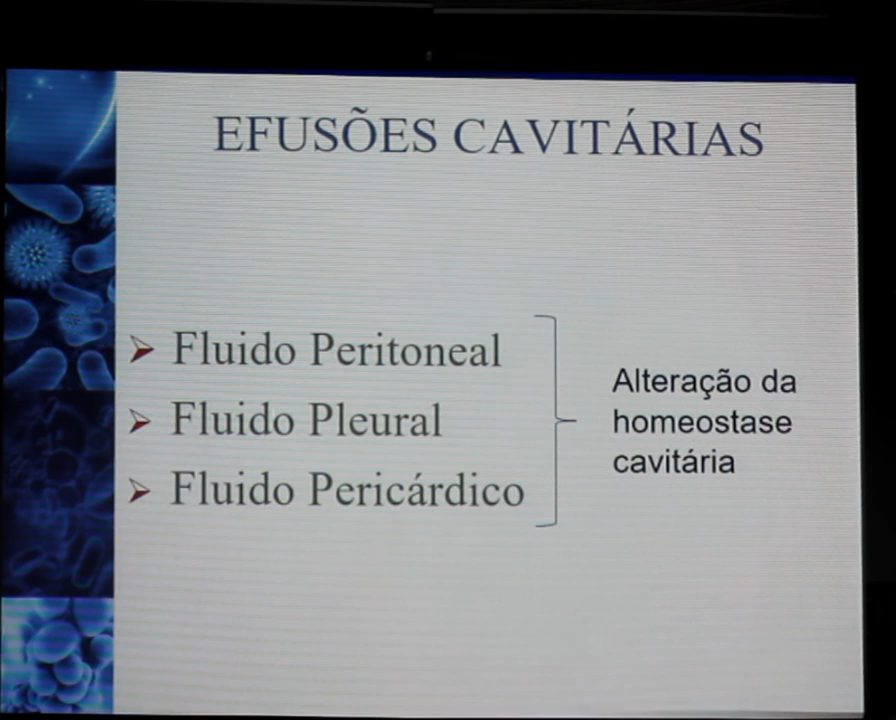 EFUSÕES CAVITÁRIAS
Fluido Peritoneal
Fluido Pleural
Fluido Pericárdico
Alteração da
homeostase
cavitária